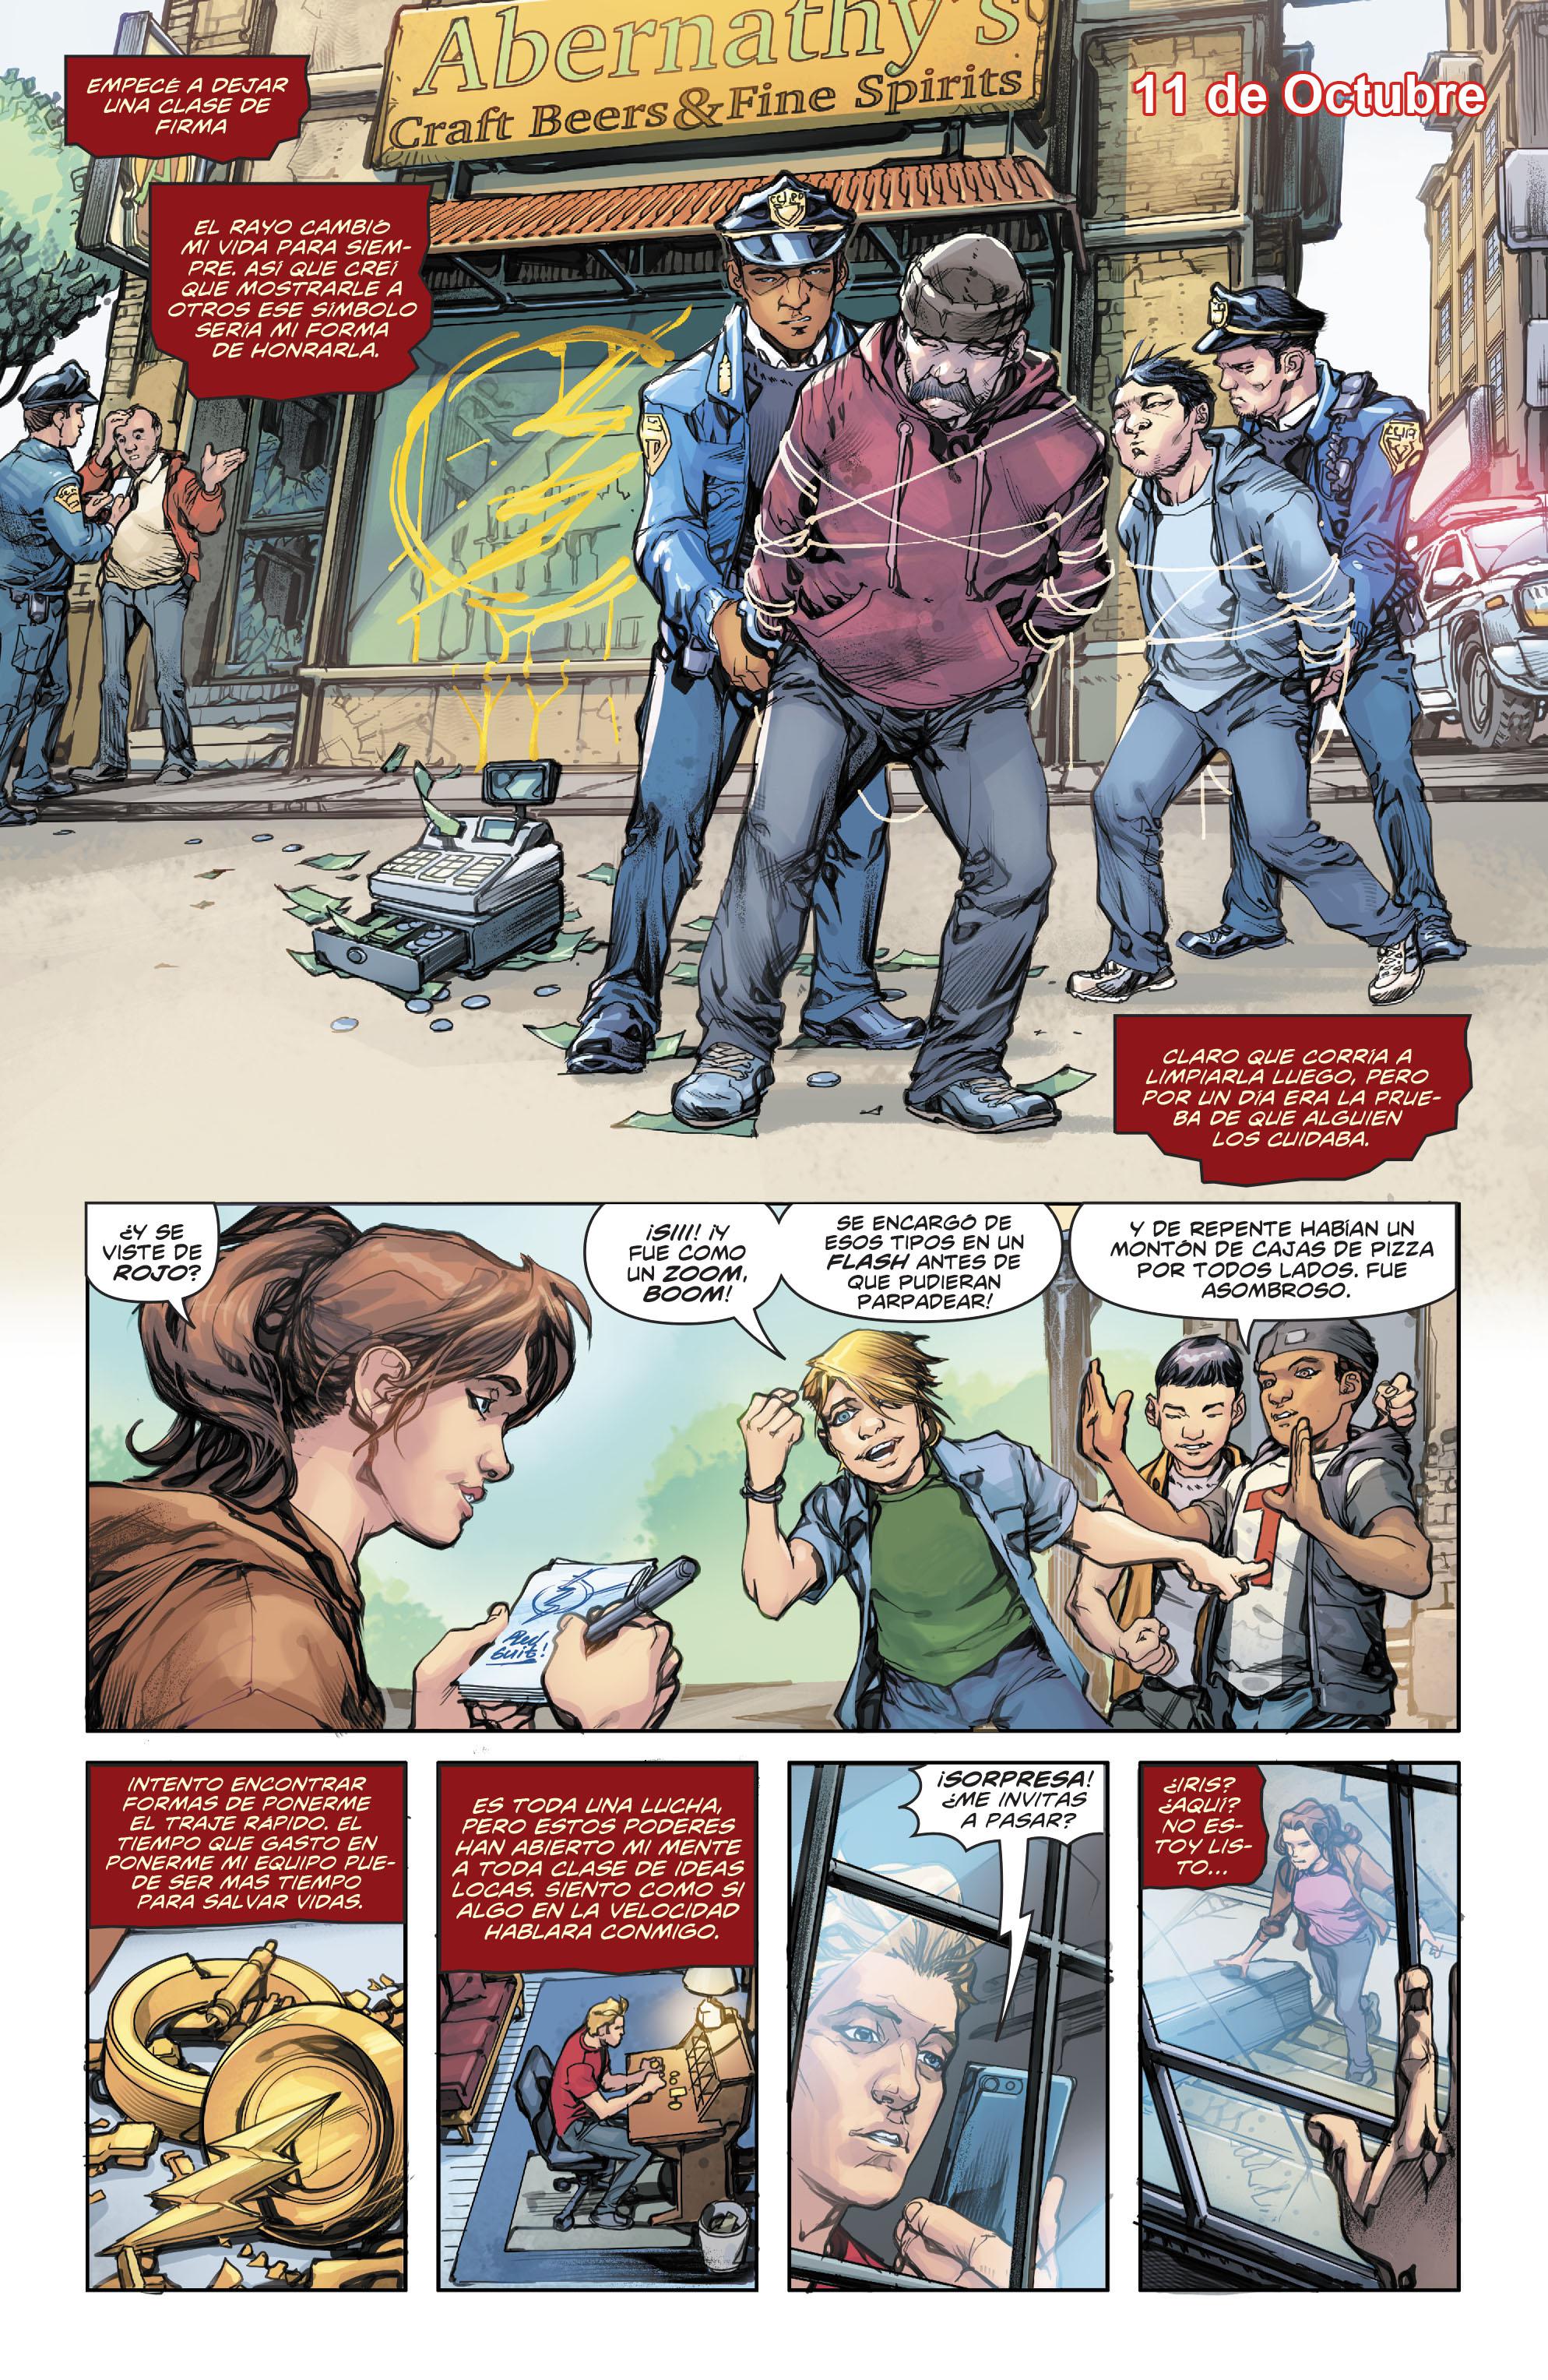 Abernathy's
Craft Beers & Fine Spirits
11 de Octubre
EMPECÉ A DEJAR
UNA CLASE DE
FIRMA
EL RAYO CAMBIÓ
MI VIDA PARA SIEM-
PRE. ASÍ QUE CREÍ
QUE MOSTRARLE A
OTROS ESE SÍMBOLO
SERÍA MI FORMA
DE HONRARLA.
CLARO QUE CORRÍA A
LIMPIARLA LUEGO, PERO
POR UN DÍA ERA LA PRUE-
BA DE QUE ALGUIEN
LOS CUIDABA.
¿Y SE
VISTE DE
ROJO?
¡SIII! ¡Y
FUE COMO
UN ZOOM,
BOOM!
SE ENCARGÓ DE
ESOS TIPOS EN UN
FLASH ANTES DE
QUE PUDIERAN
PARPADEAR!
Y DE REPENTE HABÍAN UN
MONTÓN DE CAJAS DE PIZZA
POR TODOS LADOS. FUE
ASOMBROSO.
Red
Suit!
T
INTENTO ENCONTRAR
FORMAS DE PONERME
EL TRAJE RÁPIDO. EL
TIEMPO QUE GASTO EN
PONERME MI EQUIPO PUE-
DE SER MAS TIEMPO
PARA SALVAR VIDAS.
ES TODA UNA LUCHA,
PERO ESTOS PODERES
HAN ABIERTO MI MENTE
A TODA CLASE DE IDEAS
LOCAS. SIENTO COMO SI
ALGO EN LA VELOCIDAD
HABLARA CONMIGO.
¡SORPRESA!
¿ME INVITAS
A PASAR?
¿IRIS?
¿AQUÍ?
NO ES-
TOY LIS-
TO...